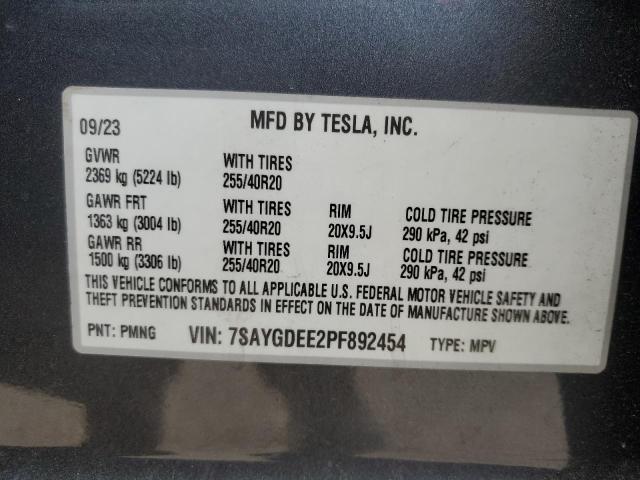 09/23 MFD BY TESLA, INC.
GVWR WITH TIRES
2369 kg (5224 lb) 255/40R20
GAWR FRT WITH TIRES RIM COLD TIRE PRESSURE
1363 kg (3004 lb) 255/40R20 20X9.5J 290 kPa, 42 psi
GAWR RR WITH TIRES RIM COLD TIRE PRESSURE
1500 kg (3306 lb) 255/40R20 20X9.5J 290 kPa, 42 psi
THIS VEHICLE CONFORMS TO ALL APPLICABLE U.S. FEDERAL MOTOR VEHICLE SAFETY AND
THEFT PREVENTION STANDARDS IN EFFECT ON THE DATE OF MANUFACTURE SHOWN ABOVE.
PNT: PMNG VIN: 7SAYGDEE2PF892454 TYPE: MPV